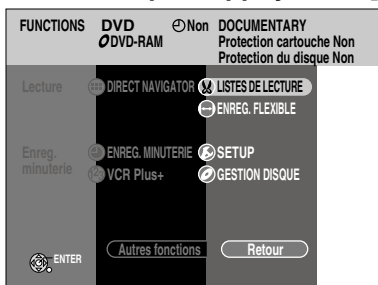 FUNCTIONS DVD Non DOCUMENTARY
DVD-RAM Protection cartouche Non
Protection du disque Non
Lecture DIRECT NAVIGATOR LISTES DE LECTURE
ENREG. FLEXIBLE
Enreg. minuterie ENREG. MINUTERIE SETUP
VCR Plus+ GESTION DISQUE
Autres fonctions Retour
ENTER